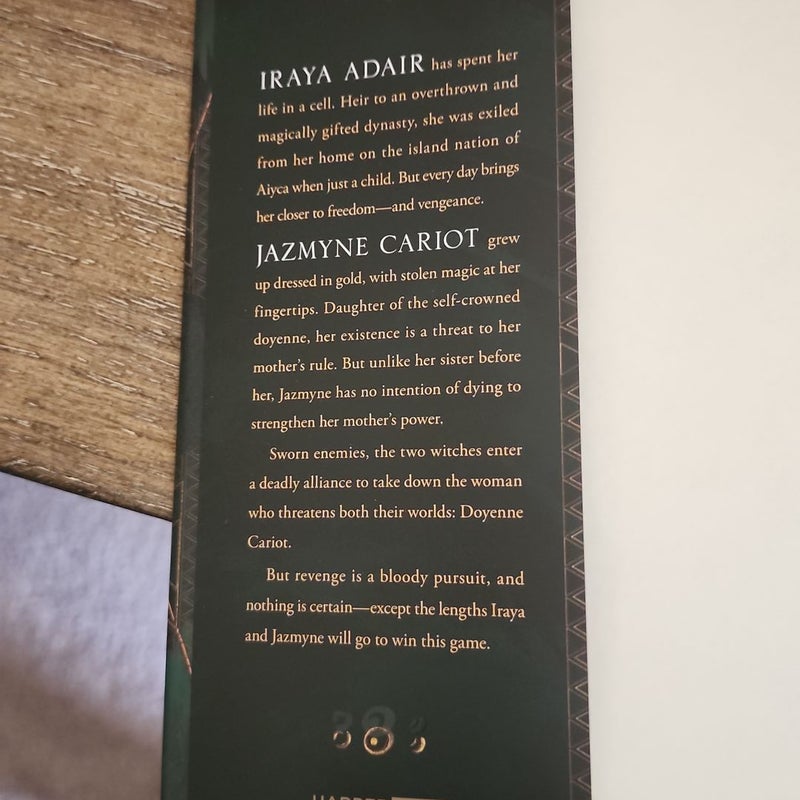 IRAYA ADAIR has spent her
life in a cell. Heir to an overthrown and
magically gifted dynasty, she was exiled
from her home on the island nation of
Aiyca when just a child. But every day brings
her closer to freedom—and vengeance.
JAZMYNE CARIOT grew
up dressed in gold, with stolen magic at her
fingertips. Daughter of the self-crowned
doyenne, her existence is a threat to her
mother's rule. But unlike her sister before
her, Jazmyne has no intention of dying to
strengthen her mother's power.
Sworn enemies, the two witches enter
a deadly alliance to take down the woman
who threatens both their worlds: Doyenne
Cariot.
But revenge is a bloody pursuit, and
nothing is certain—except the lengths Iraya
and Jazmyne will go to win this game.
HARPER